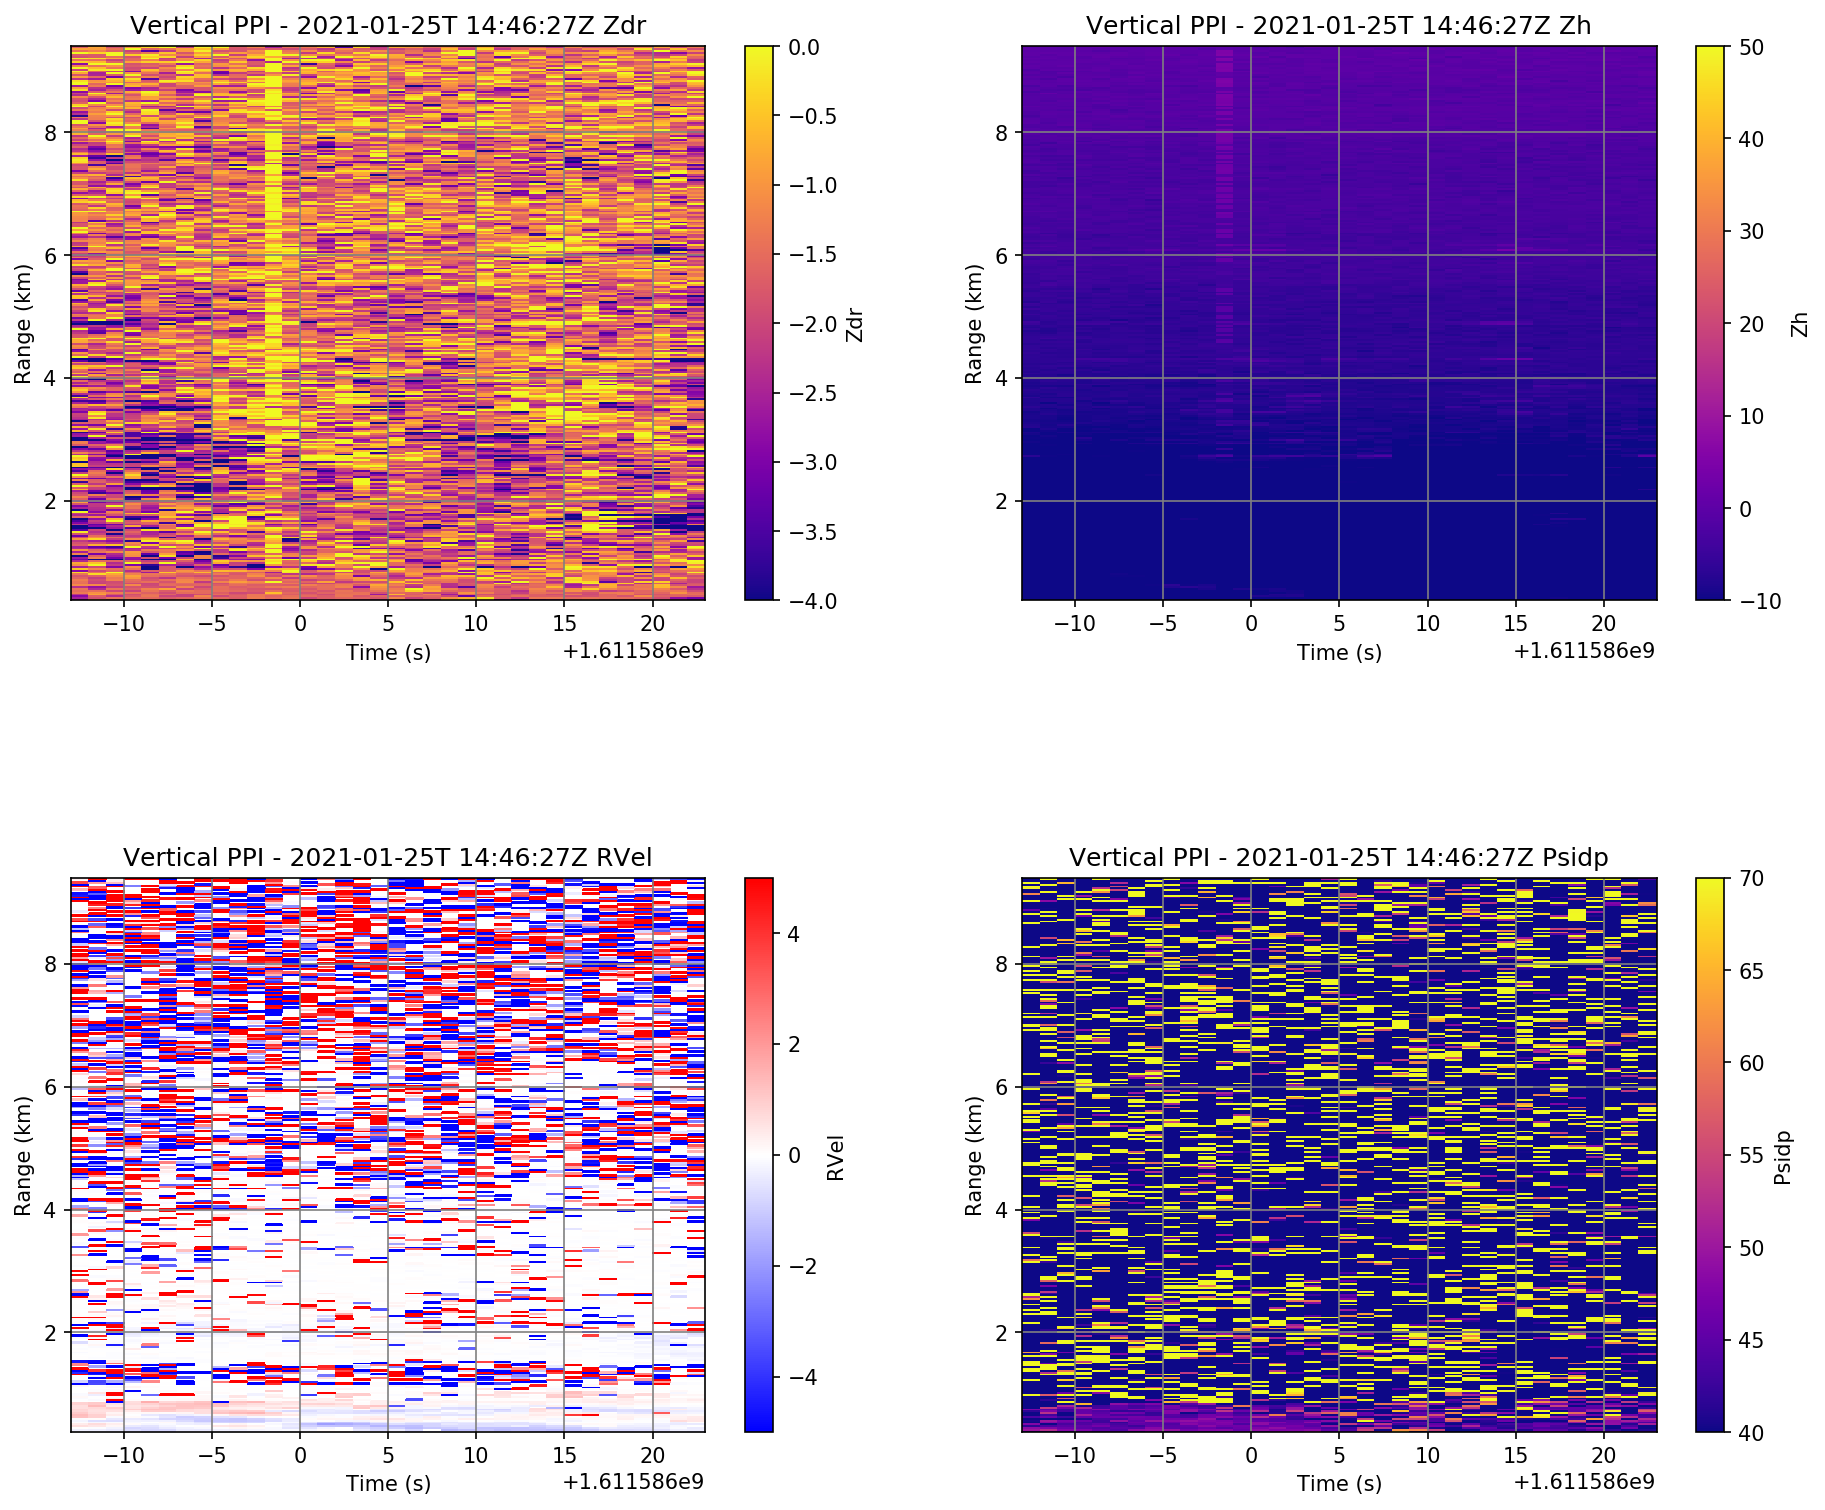 Vertical PPI - 2021-01-25T 14:46:27Z Zdr
Range (km)
8
6
4
2
−10 −5 0 5 10 15 20
Time (s)
+1.611586e9
0.0
−0.5
−1.0
−1.5
−2.0
−2.5
−3.0
−3.5
−4.0
Zdr
Vertical PPI - 2021-01-25T 14:46:27Z Zh
Range (km)
8
6
4
2
−10 −5 0 5 10 15 20
Time (s)
+1.611586e9
50
40
30
20
10
0
−10
Zh
Vertical PPI - 2021-01-25T 14:46:27Z RVel
Range (km)
8
6
4
2
−10 −5 0 5 10 15 20
Time (s)
+1.611586e9
4
2
0
−2
−4
RVel
Vertical PPI - 2021-01-25T 14:46:27Z Psidp
Range (km)
8
6
4
2
−10 −5 0 5 10 15 20
Time (s)
+1.611586e9
70
65
60
55
50
45
40
Psidp